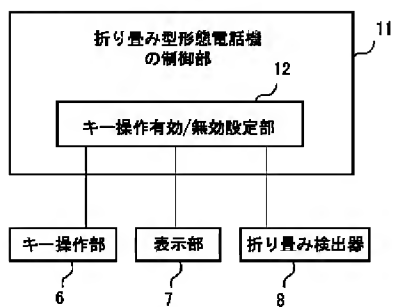 折り畳み型形態電話機
の制御部
11
12
キー操作有効/無効設定部
キー操作部
表示部
折り畳み検出器
6
7
8